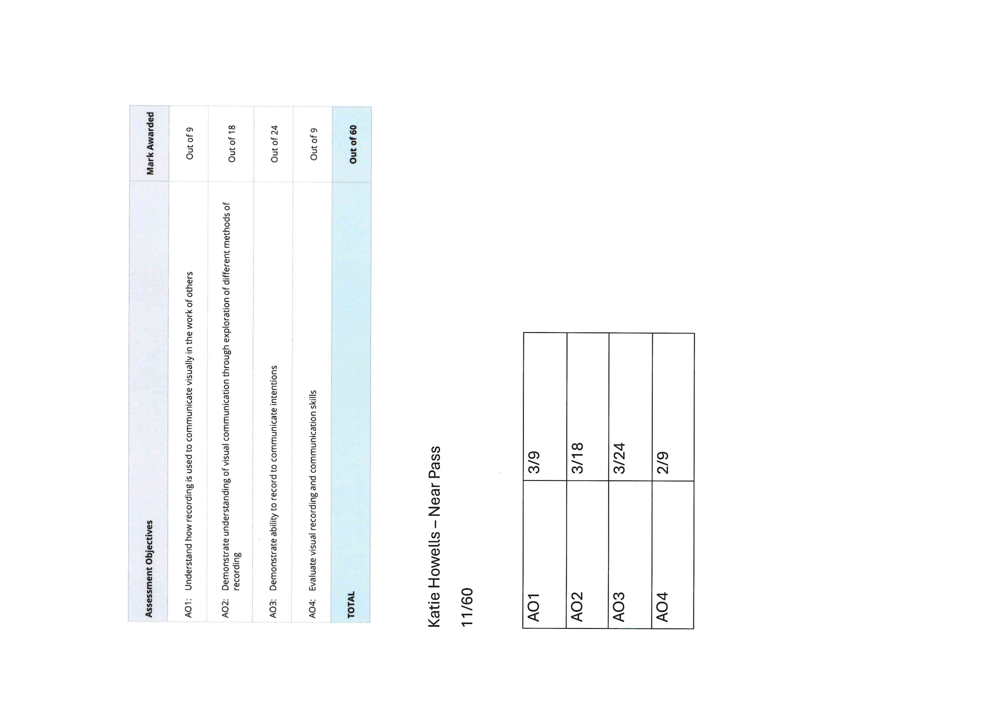 Assessment Objectives Mark Awarded
AO1: Understand how recording is used to communicate visually in the work of others Out of 9
AO2: Demonstrate understanding of visual communication through exploration of different methods of
recording Out of 18
AO3: Demonstrate ability to record to communicate intentions Out of 24
AO4: Evaluate visual recording and communication skills Out of 9
TOTAL Out of 60
Katie Howells – Near Pass
11/60
AO1 3/9
AO2 3/18
AO3 3/24
AO4 2/9